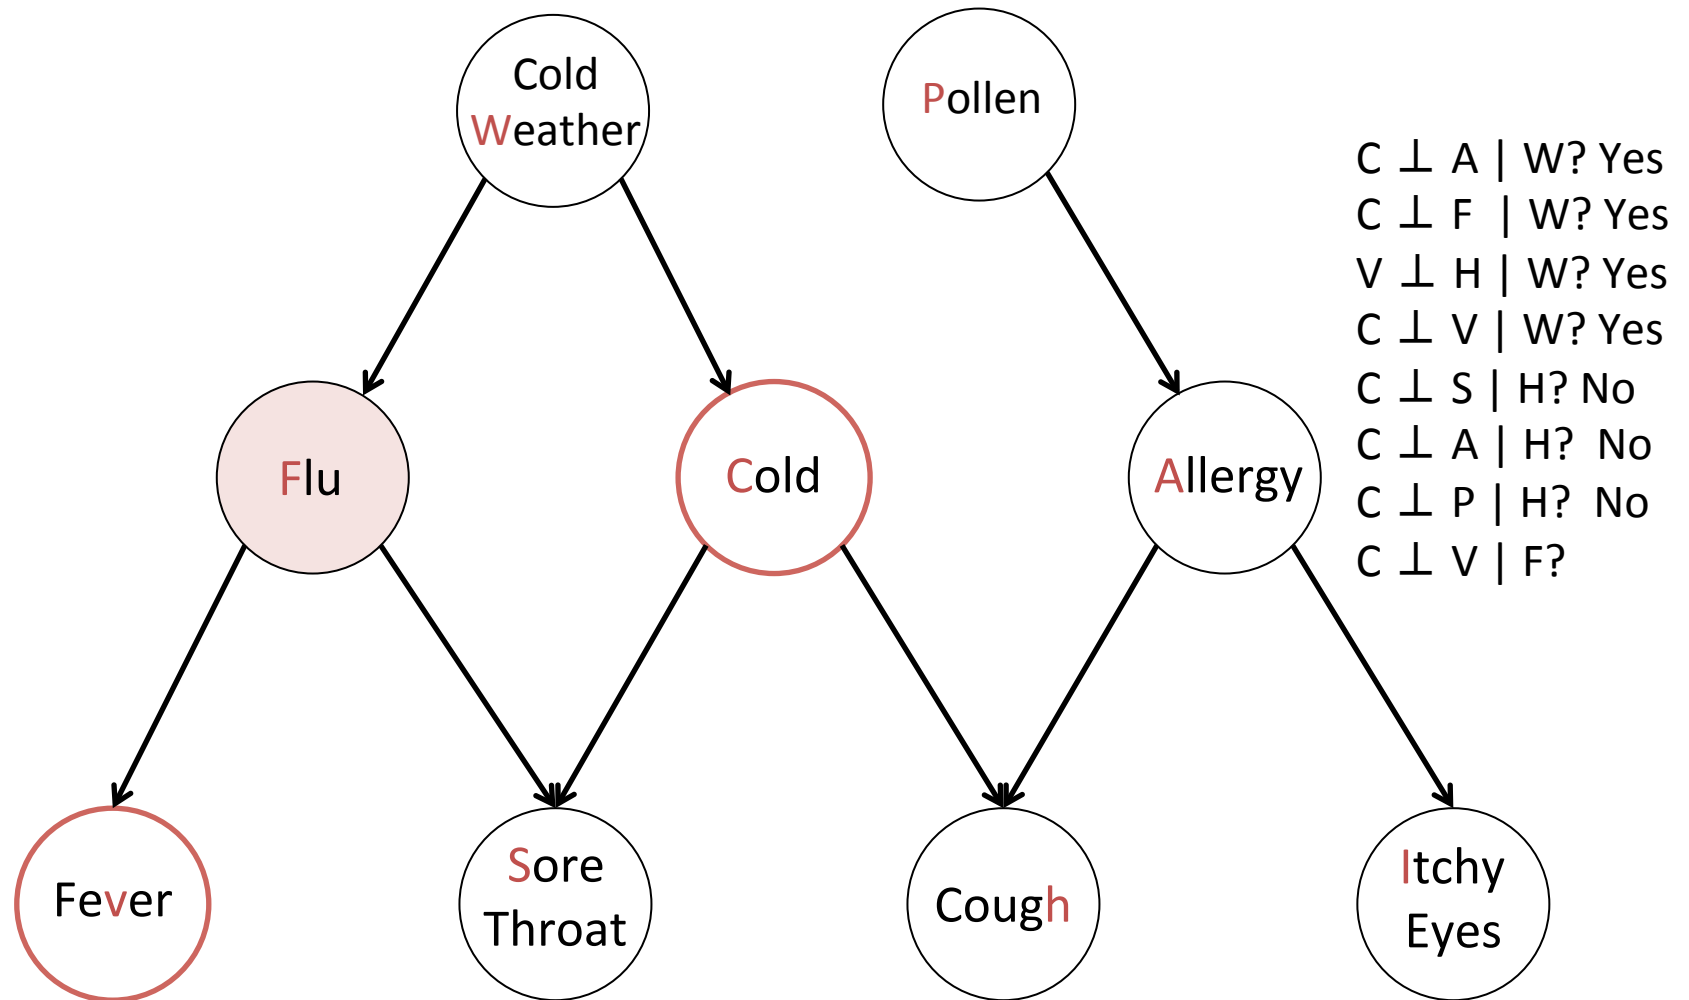 Cold
Weather
Pollen
C ⊥ A | W? Yes
C ⊥ F | W? Yes
V ⊥ H | W? Yes
C ⊥ V | W? Yes
C ⊥ S | H? No
C ⊥ A | H? No
C ⊥ P | H? No
C ⊥ V | F?
Flu
Cold
Allergy
Fever
Sore
Throat
Cough
Itchy
Eyes